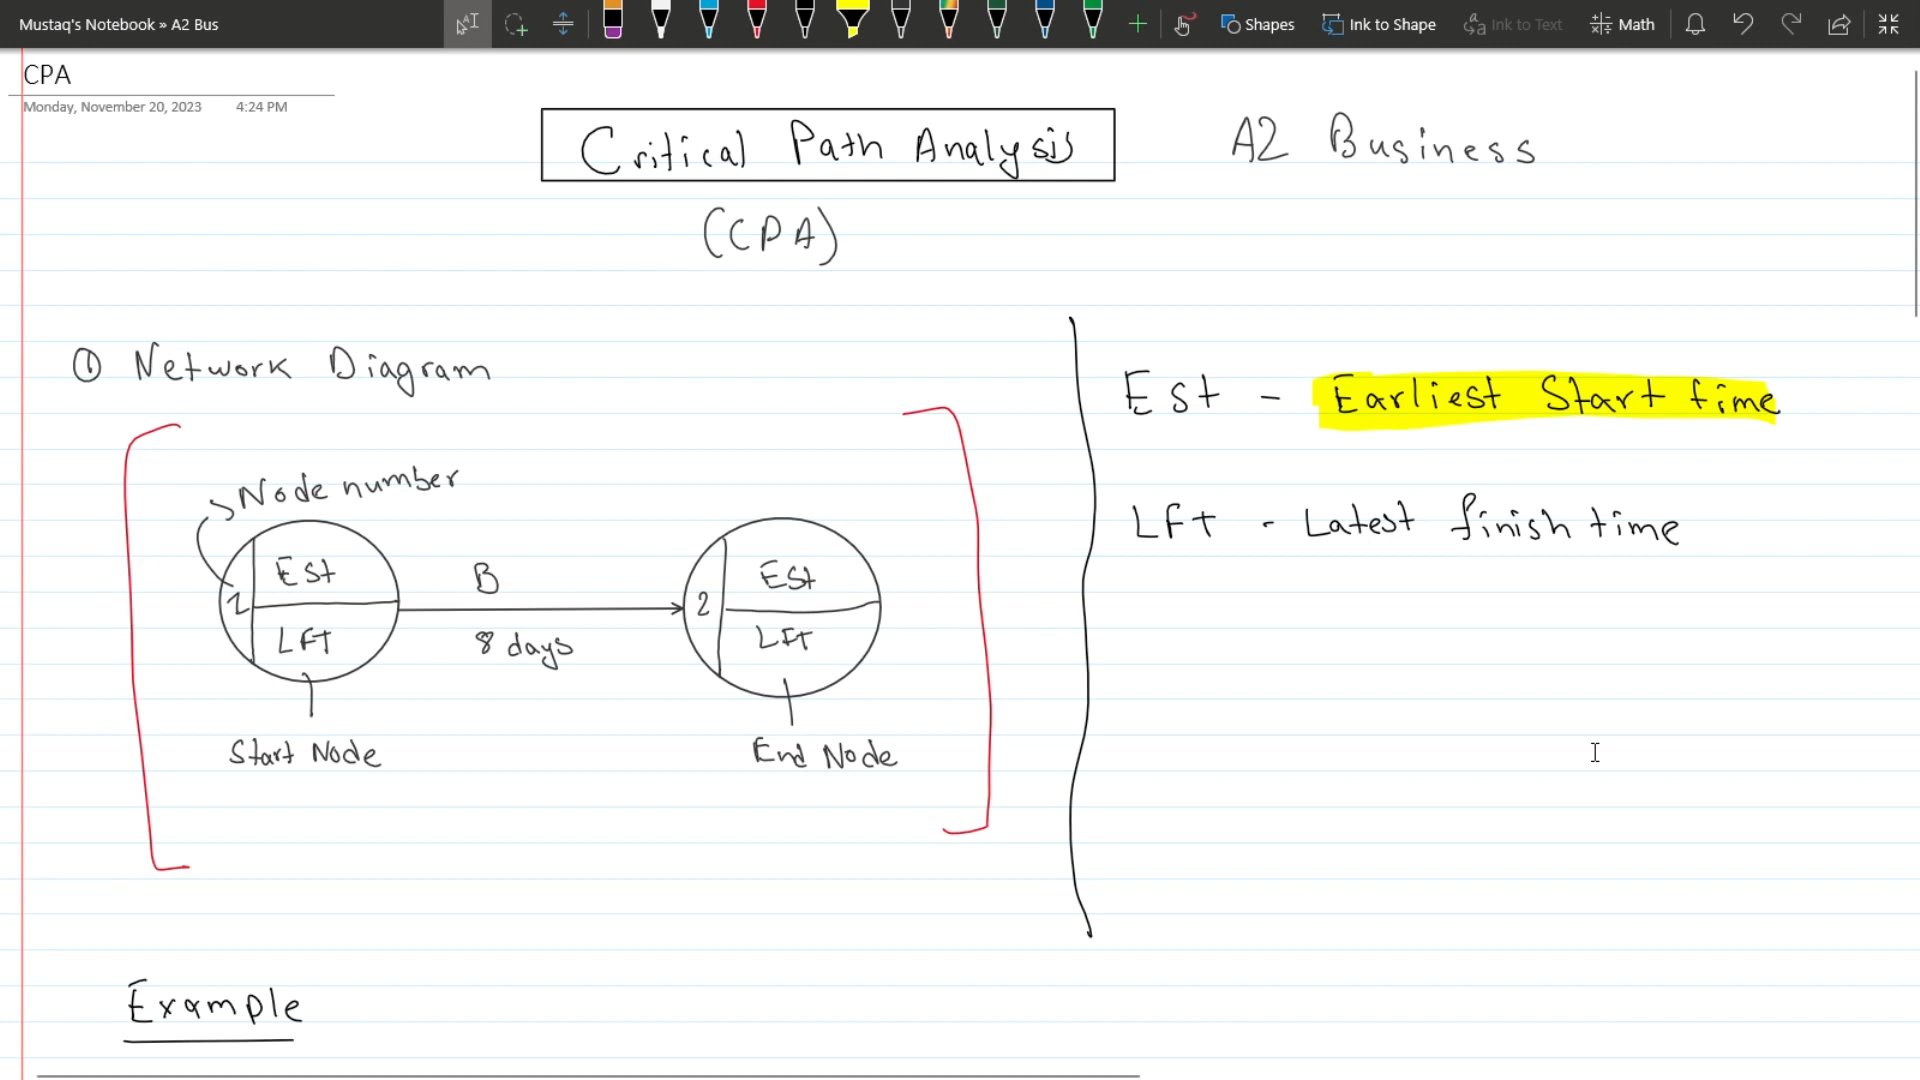 Mustaq's Notebook » A2 Bus
Shapes
Ink to Shape
Ink to Text
Math
CPA
Monday, November 20, 2023 4:24 PM
Critical Path Analysis
A2 Business
(CPA)
① Network Diagram
Est - Earliest Start time
Node number
LFT - Latest finish time
1
Est
LFT
B
8 days
2
Est
LFT
Start Node
End Node
Example